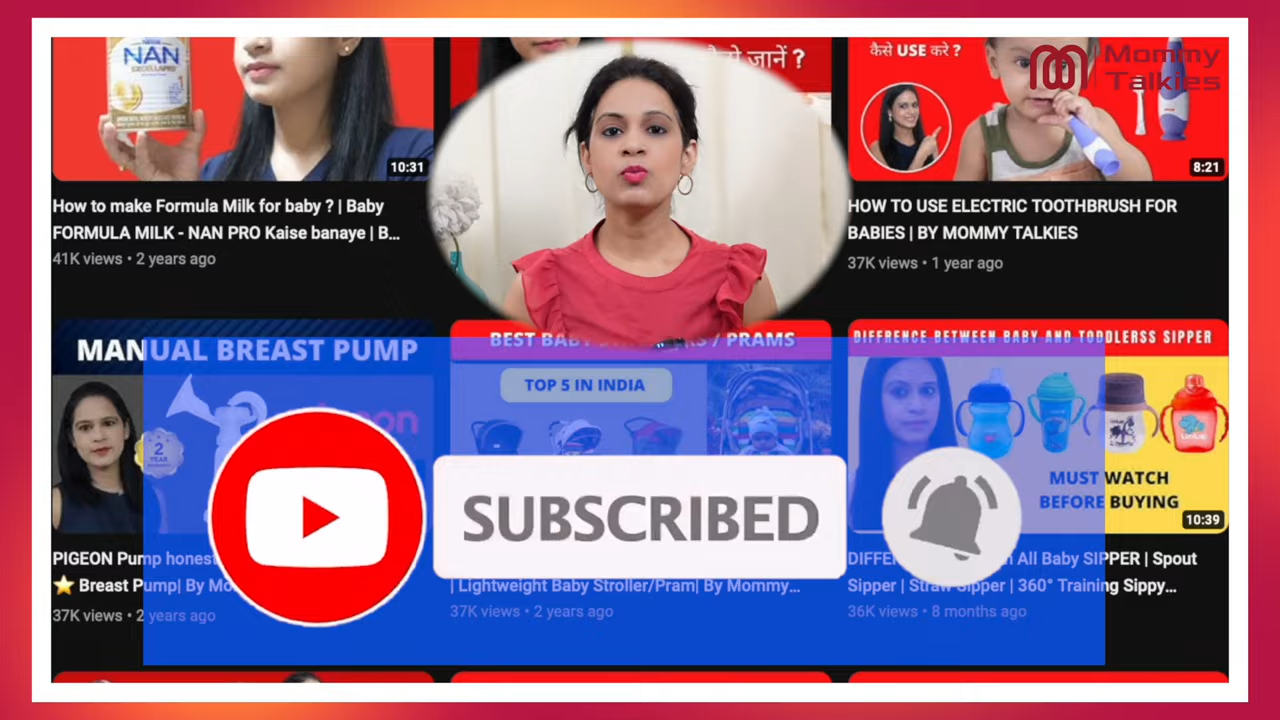 NAN
EXCELLAPRO
10:31
जानें ?
कैसे USE करे ?
Mommy
Talkies
8:21
How to make Formula Milk for baby ? | Baby
FORMULA MILK - NAN PRO Kaise banaye | B...
41K views • 2 years ago
HOW TO USE ELECTRIC TOOTHBRUSH FOR
BABIES | BY MOMMY TALKIES
37K views • 1 year ago
MANUAL BREAST PUMP
2
YEAR
BEST / PRAMS
TOP 5 IN INDIA
DIFFRENCE BETWEEN BABY AND TODDLERSS SIPPER
LuvLap
MUST WATCH
BEFORE BUYING
10:39
SUBSCRIBED
PIGEON Pump
⭐ Breast Pump| By
37K views • 2 years ago
| Lightweight Baby Stroller/Pram| By Mommy...
37K views • 2 years ago
All Baby SIPPER | Spout
Sipper | Straw Sipper | 360° Training Sippy...
36K views • 8 months ago